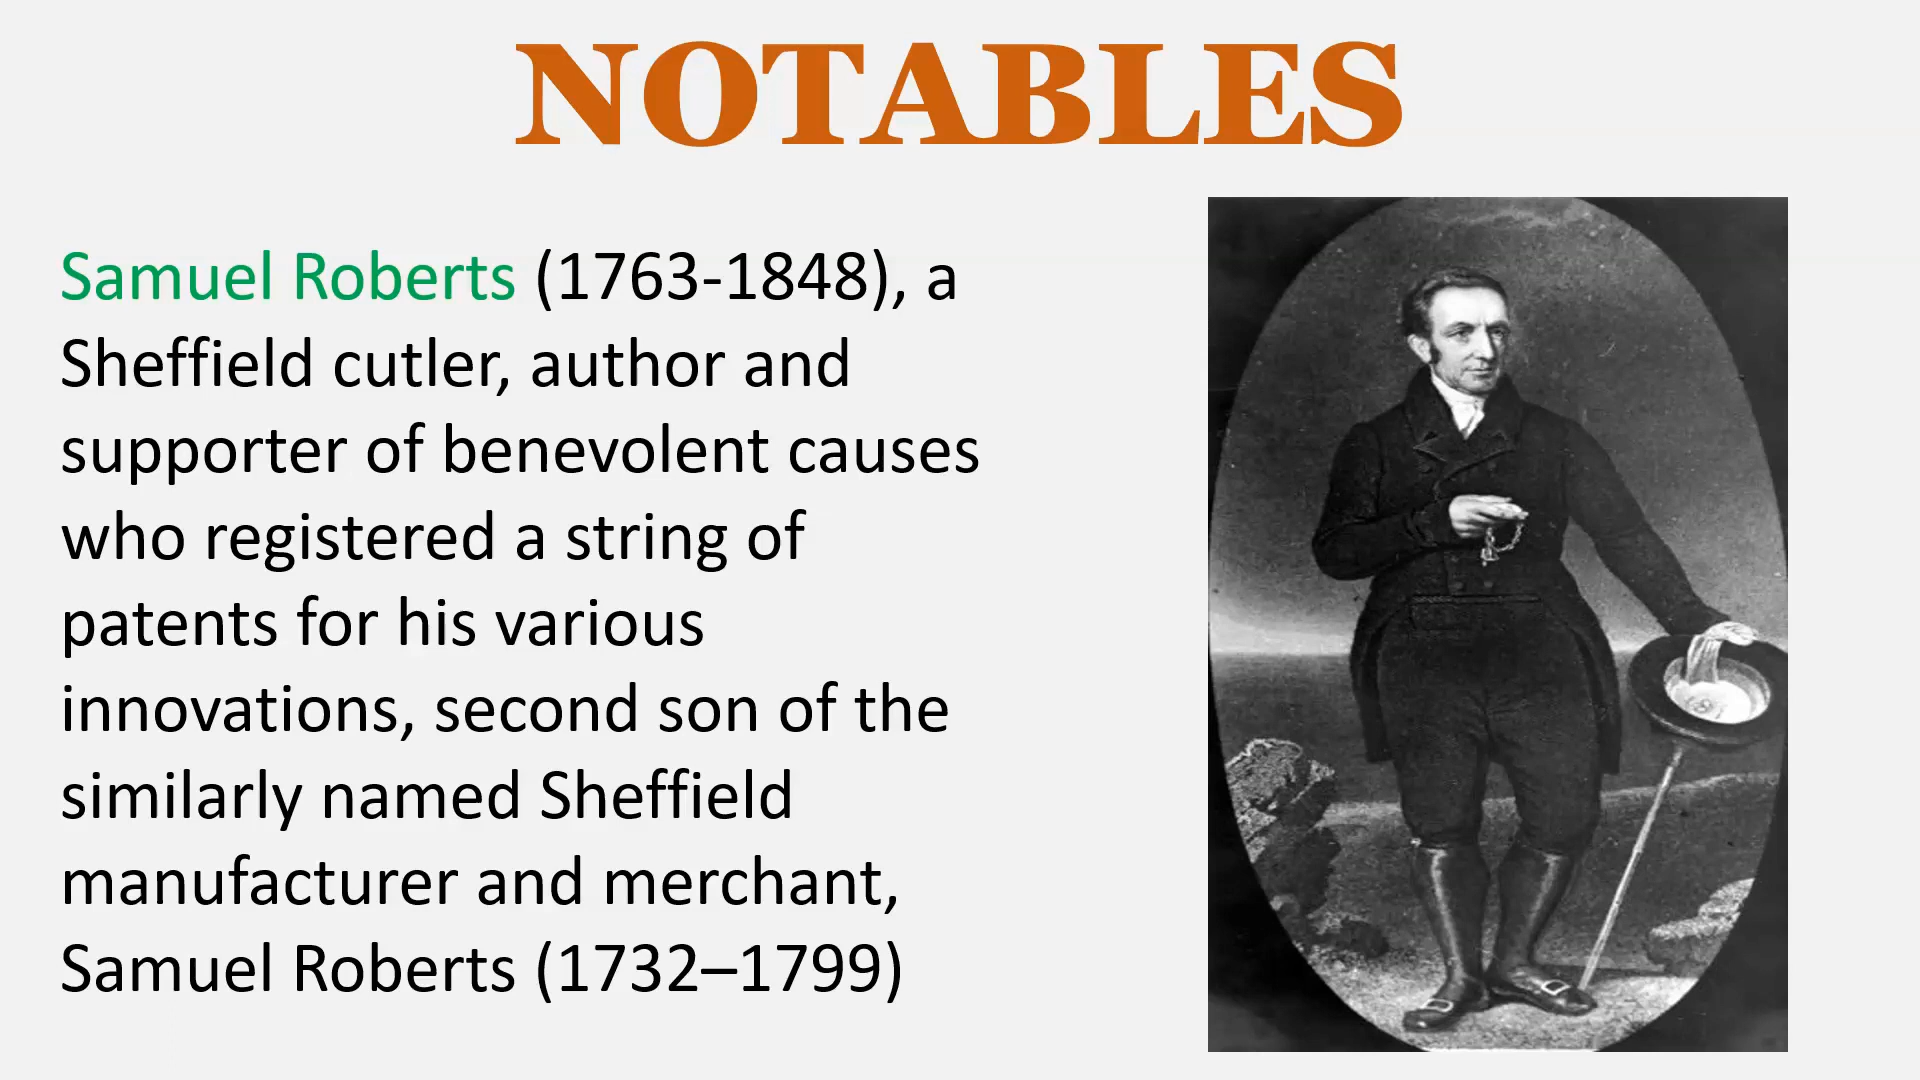 NOTABLES
Samuel Roberts (1763-1848), a
Sheffield cutler, author and
supporter of benevolent causes
who registered a string of
patents for his various
innovations, second son of the
similarly named Sheffield
manufacturer and merchant,
Samuel Roberts (1732–1799)